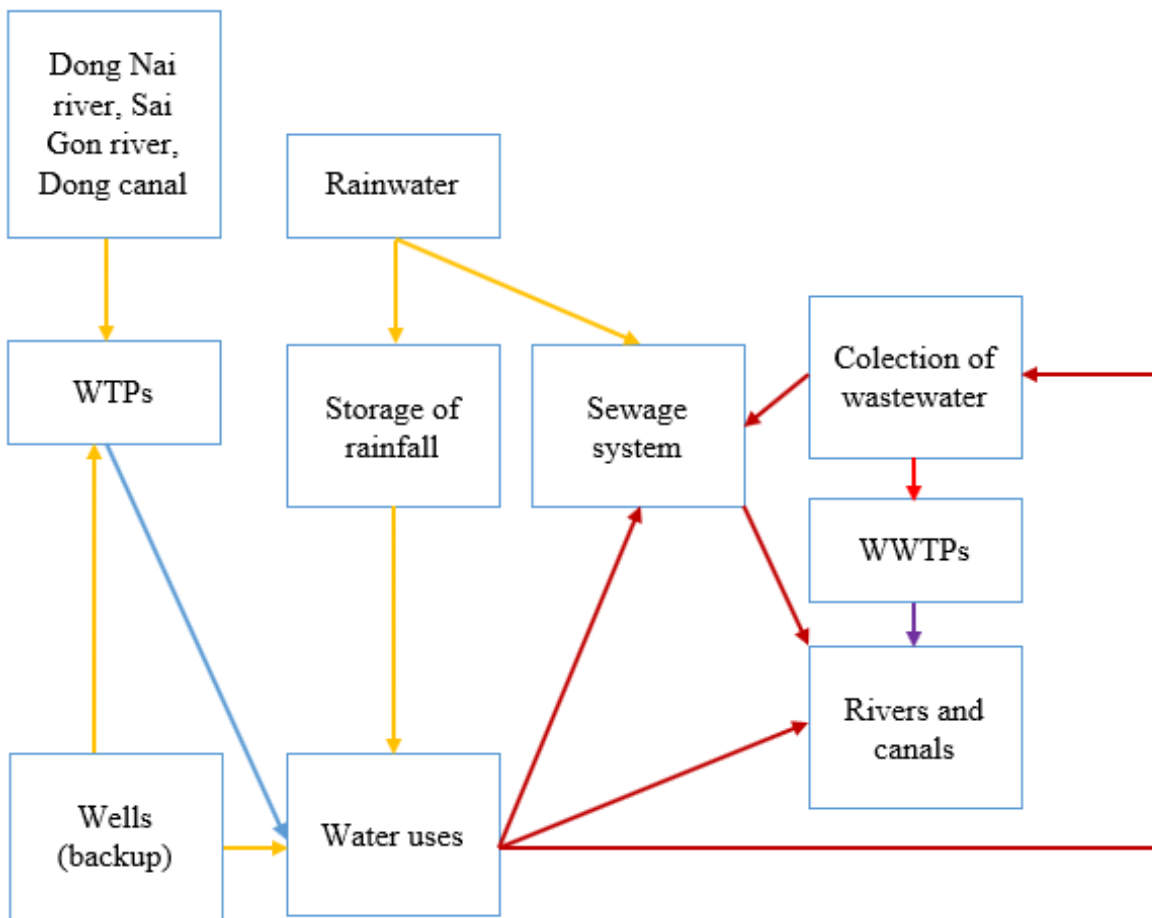 Dong Nai
river, Sai
Gon river,
Dong canal
Rainwater
WTPs
Storage of
rainfall
Sewage
system
Colection of
wastewater
WWTPs
Rivers and
canals
Wells
(backup)
Water uses